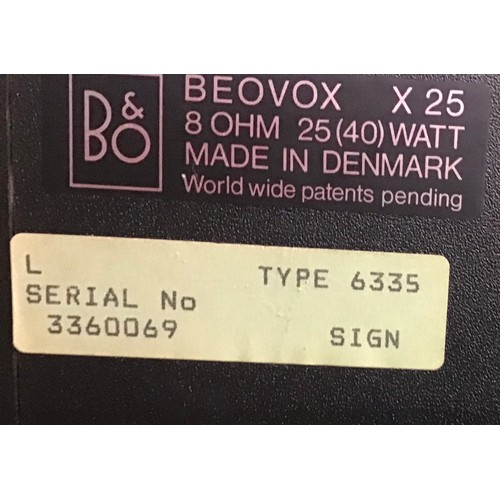 B&O
BEOVOX X 25
8 OHM 25(40) WATT
MADE IN DENMARK
World wide patents pending
L TYPE 6335
SERIAL No
3360069 SIGN